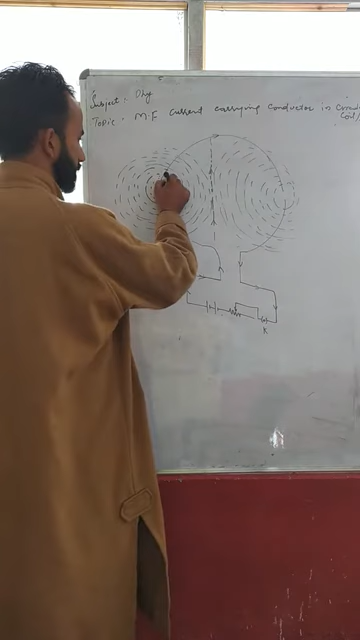 Subject: Phy
Topic: M.F current carrying conductor in Circular
Coil/
K